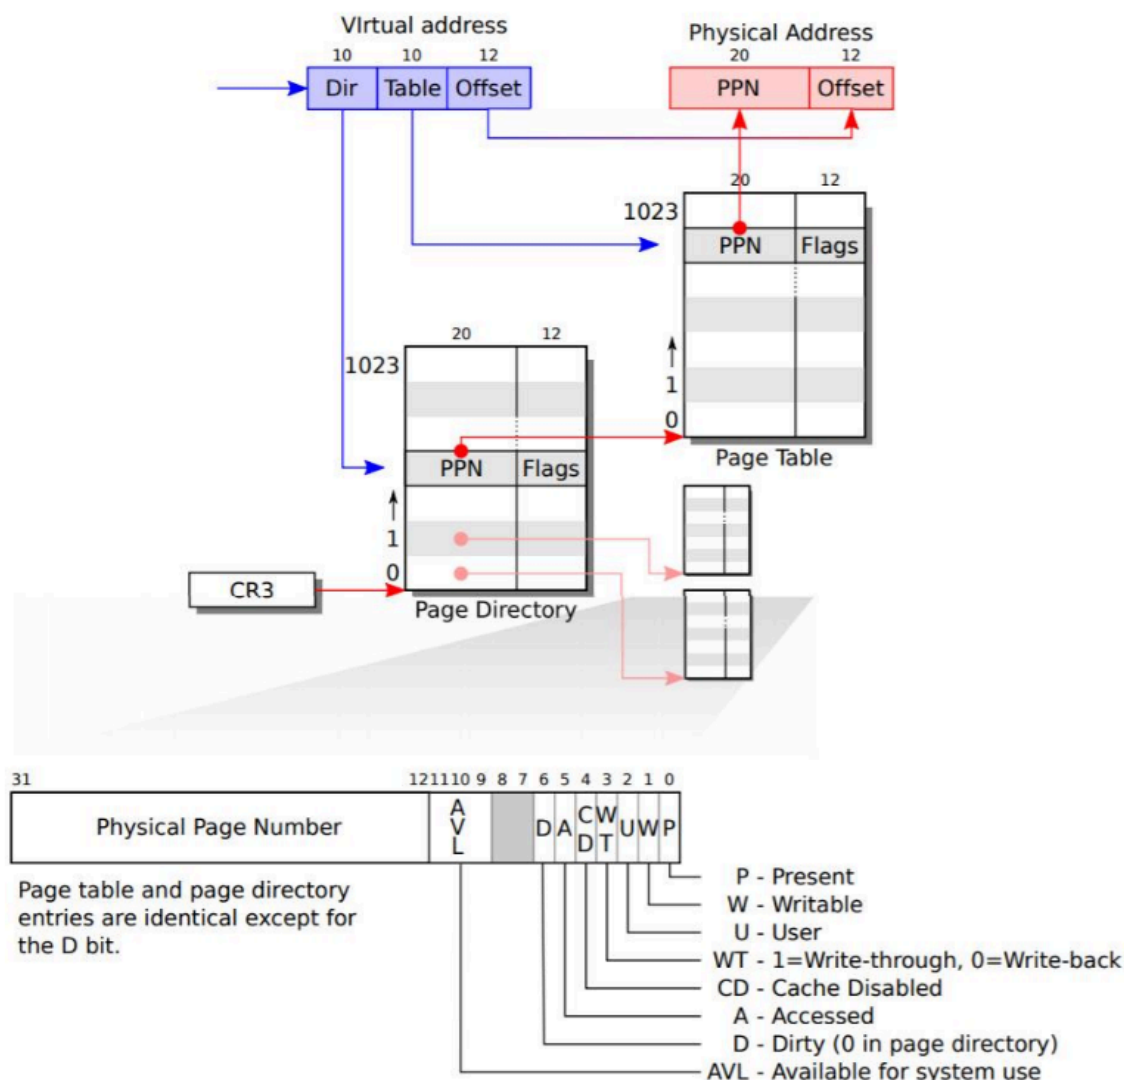 VIrtual address
10 10 12
Dir Table Offset
Physical Address
20 12
PPN Offset
20 12
1023
PPN Flags
1
0
Page Table
20 12
1023
PPN Flags
1
0
CR3
Page Directory
31 12 11 10 9 8 7 6 5 4 3 2 1 0
Physical Page Number AVL D A CD WT U W P
Page table and page directory
entries are identical except for
the D bit.
P - Present
W - Writable
U - User
WT - 1=Write-through, 0=Write-back
CD - Cache Disabled
A - Accessed
D - Dirty (0 in page directory)
AVL - Available for system use